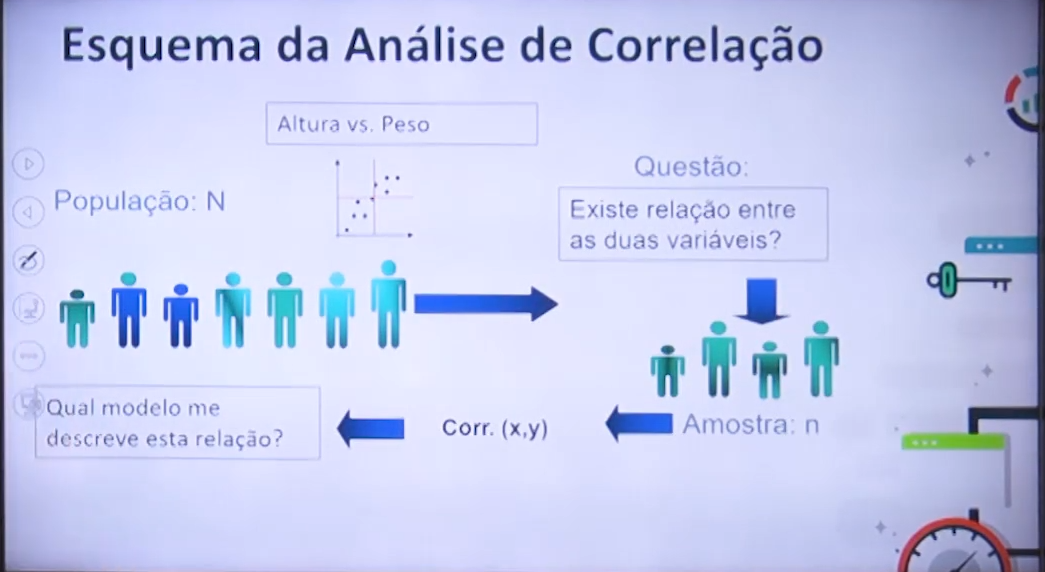 Esquema da Análise de Correlação
Altura vs. Peso
População: N
Questão:
Existe relação entre
as duas variáveis?
Amostra: n
Corr. (x,y)
Qual modelo me
descreve esta relação?